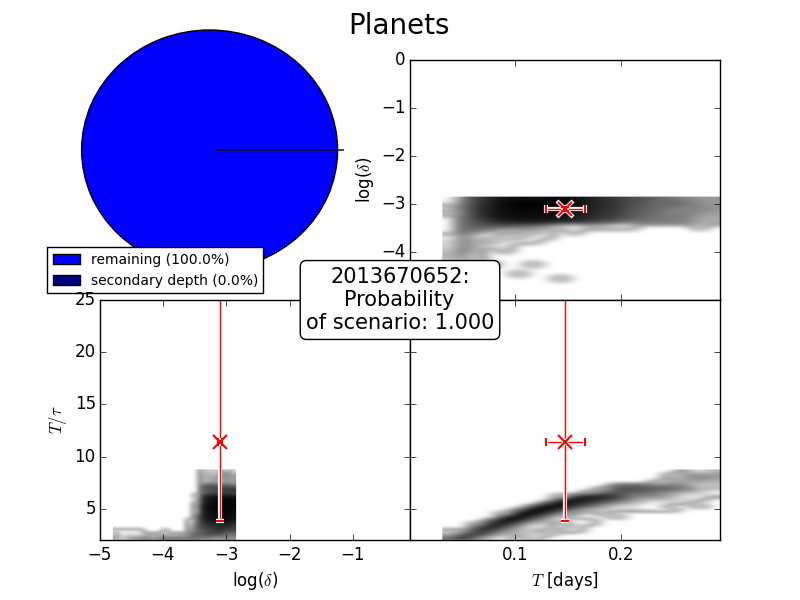 Planets
remaining (100.0%)
secondary depth (0.0%)
0
−1
−2
−3
−4
log(δ)
2013670652:
Probability
of scenario: 1.000
25
20
15
10
5
T/τ
−5
−4
−3
−2
−1
log(δ)
0.1
0.2
T [days]